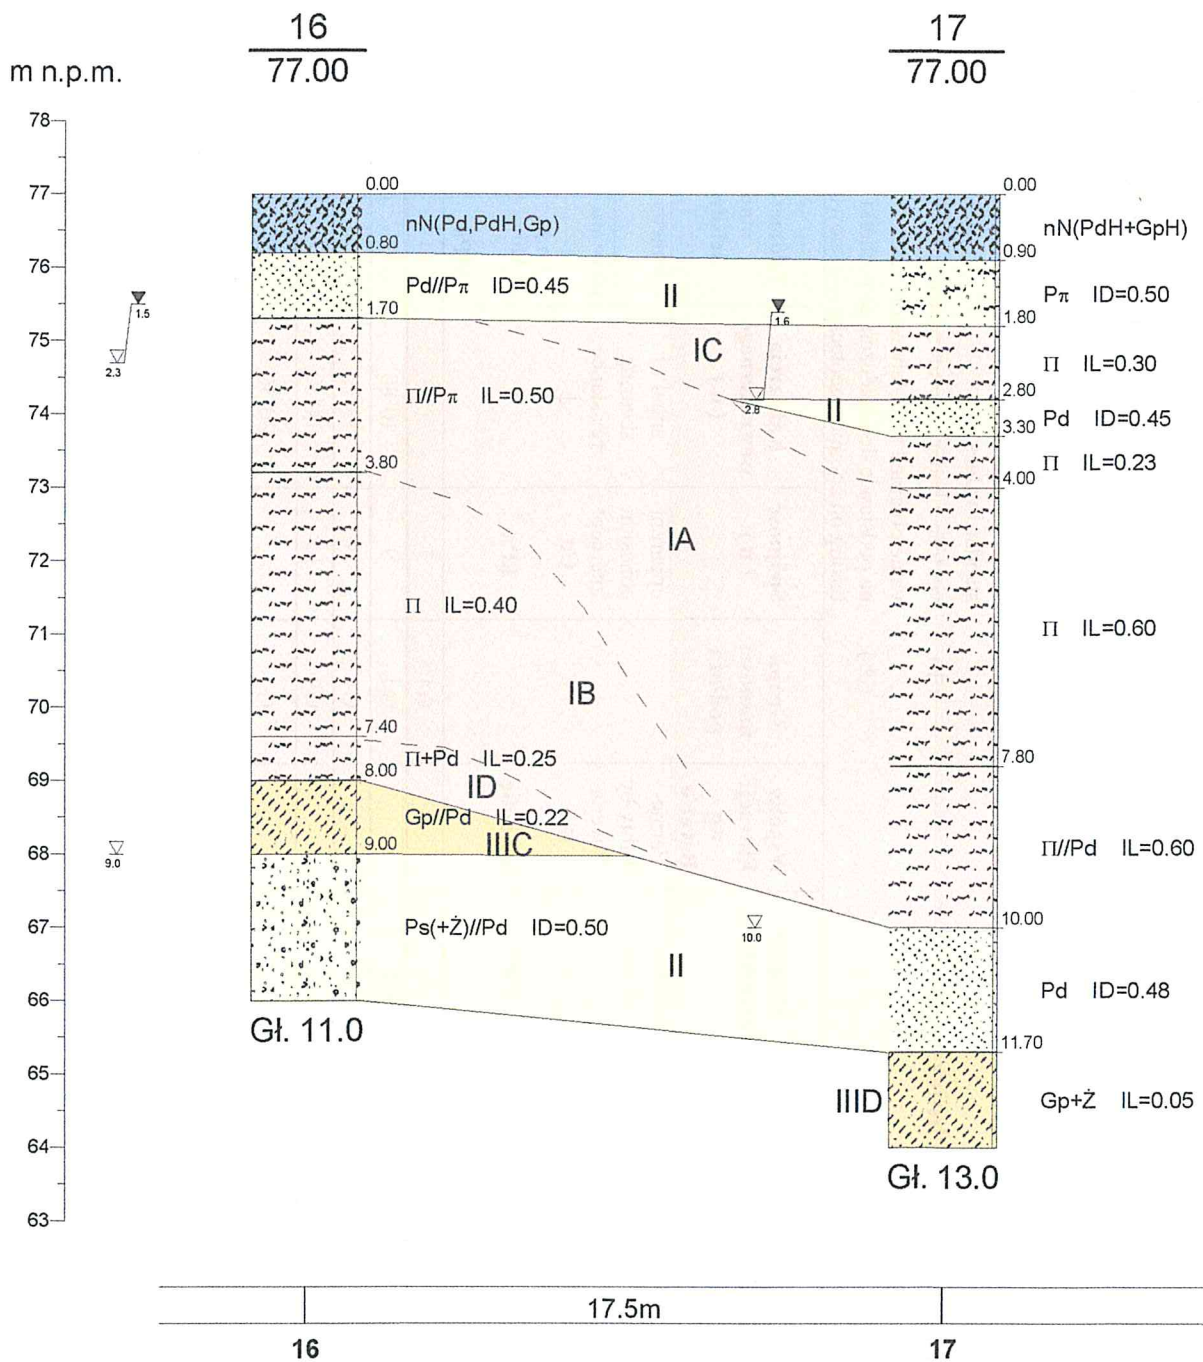 16
77.00
17
77.00
m n.p.m.
78
77
76
75
74
73
72
71
70
69
68
67
66
65
64
63
0.00
0.80
1.70
3.80
7.40
8.00
9.00
nN(Pd,PdH,Gp)
Pd//Pπ ID=0.45
Π//Pπ IL=0.50
Π IL=0.40
Π+Pd IL=0.25
Gp//Pd IL=0.22
Ps(+Ż)//Pd ID=0.50
II
IC
II
IA
IB
ID
IIIC
II
IIID
1.5
2.3
9.0
1.6
2.8
10.0
0.00
0.90
1.80
2.80
3.30
4.00
7.80
10.00
11.70
nN(PdH+GpH)
Pπ ID=0.50
Π IL=0.30
Pd ID=0.45
Π IL=0.23
Π IL=0.60
Π//Pd IL=0.60
Pd ID=0.48
Gp+Ż IL=0.05
Gł. 11.0
Gł. 13.0
17.5m
16
17